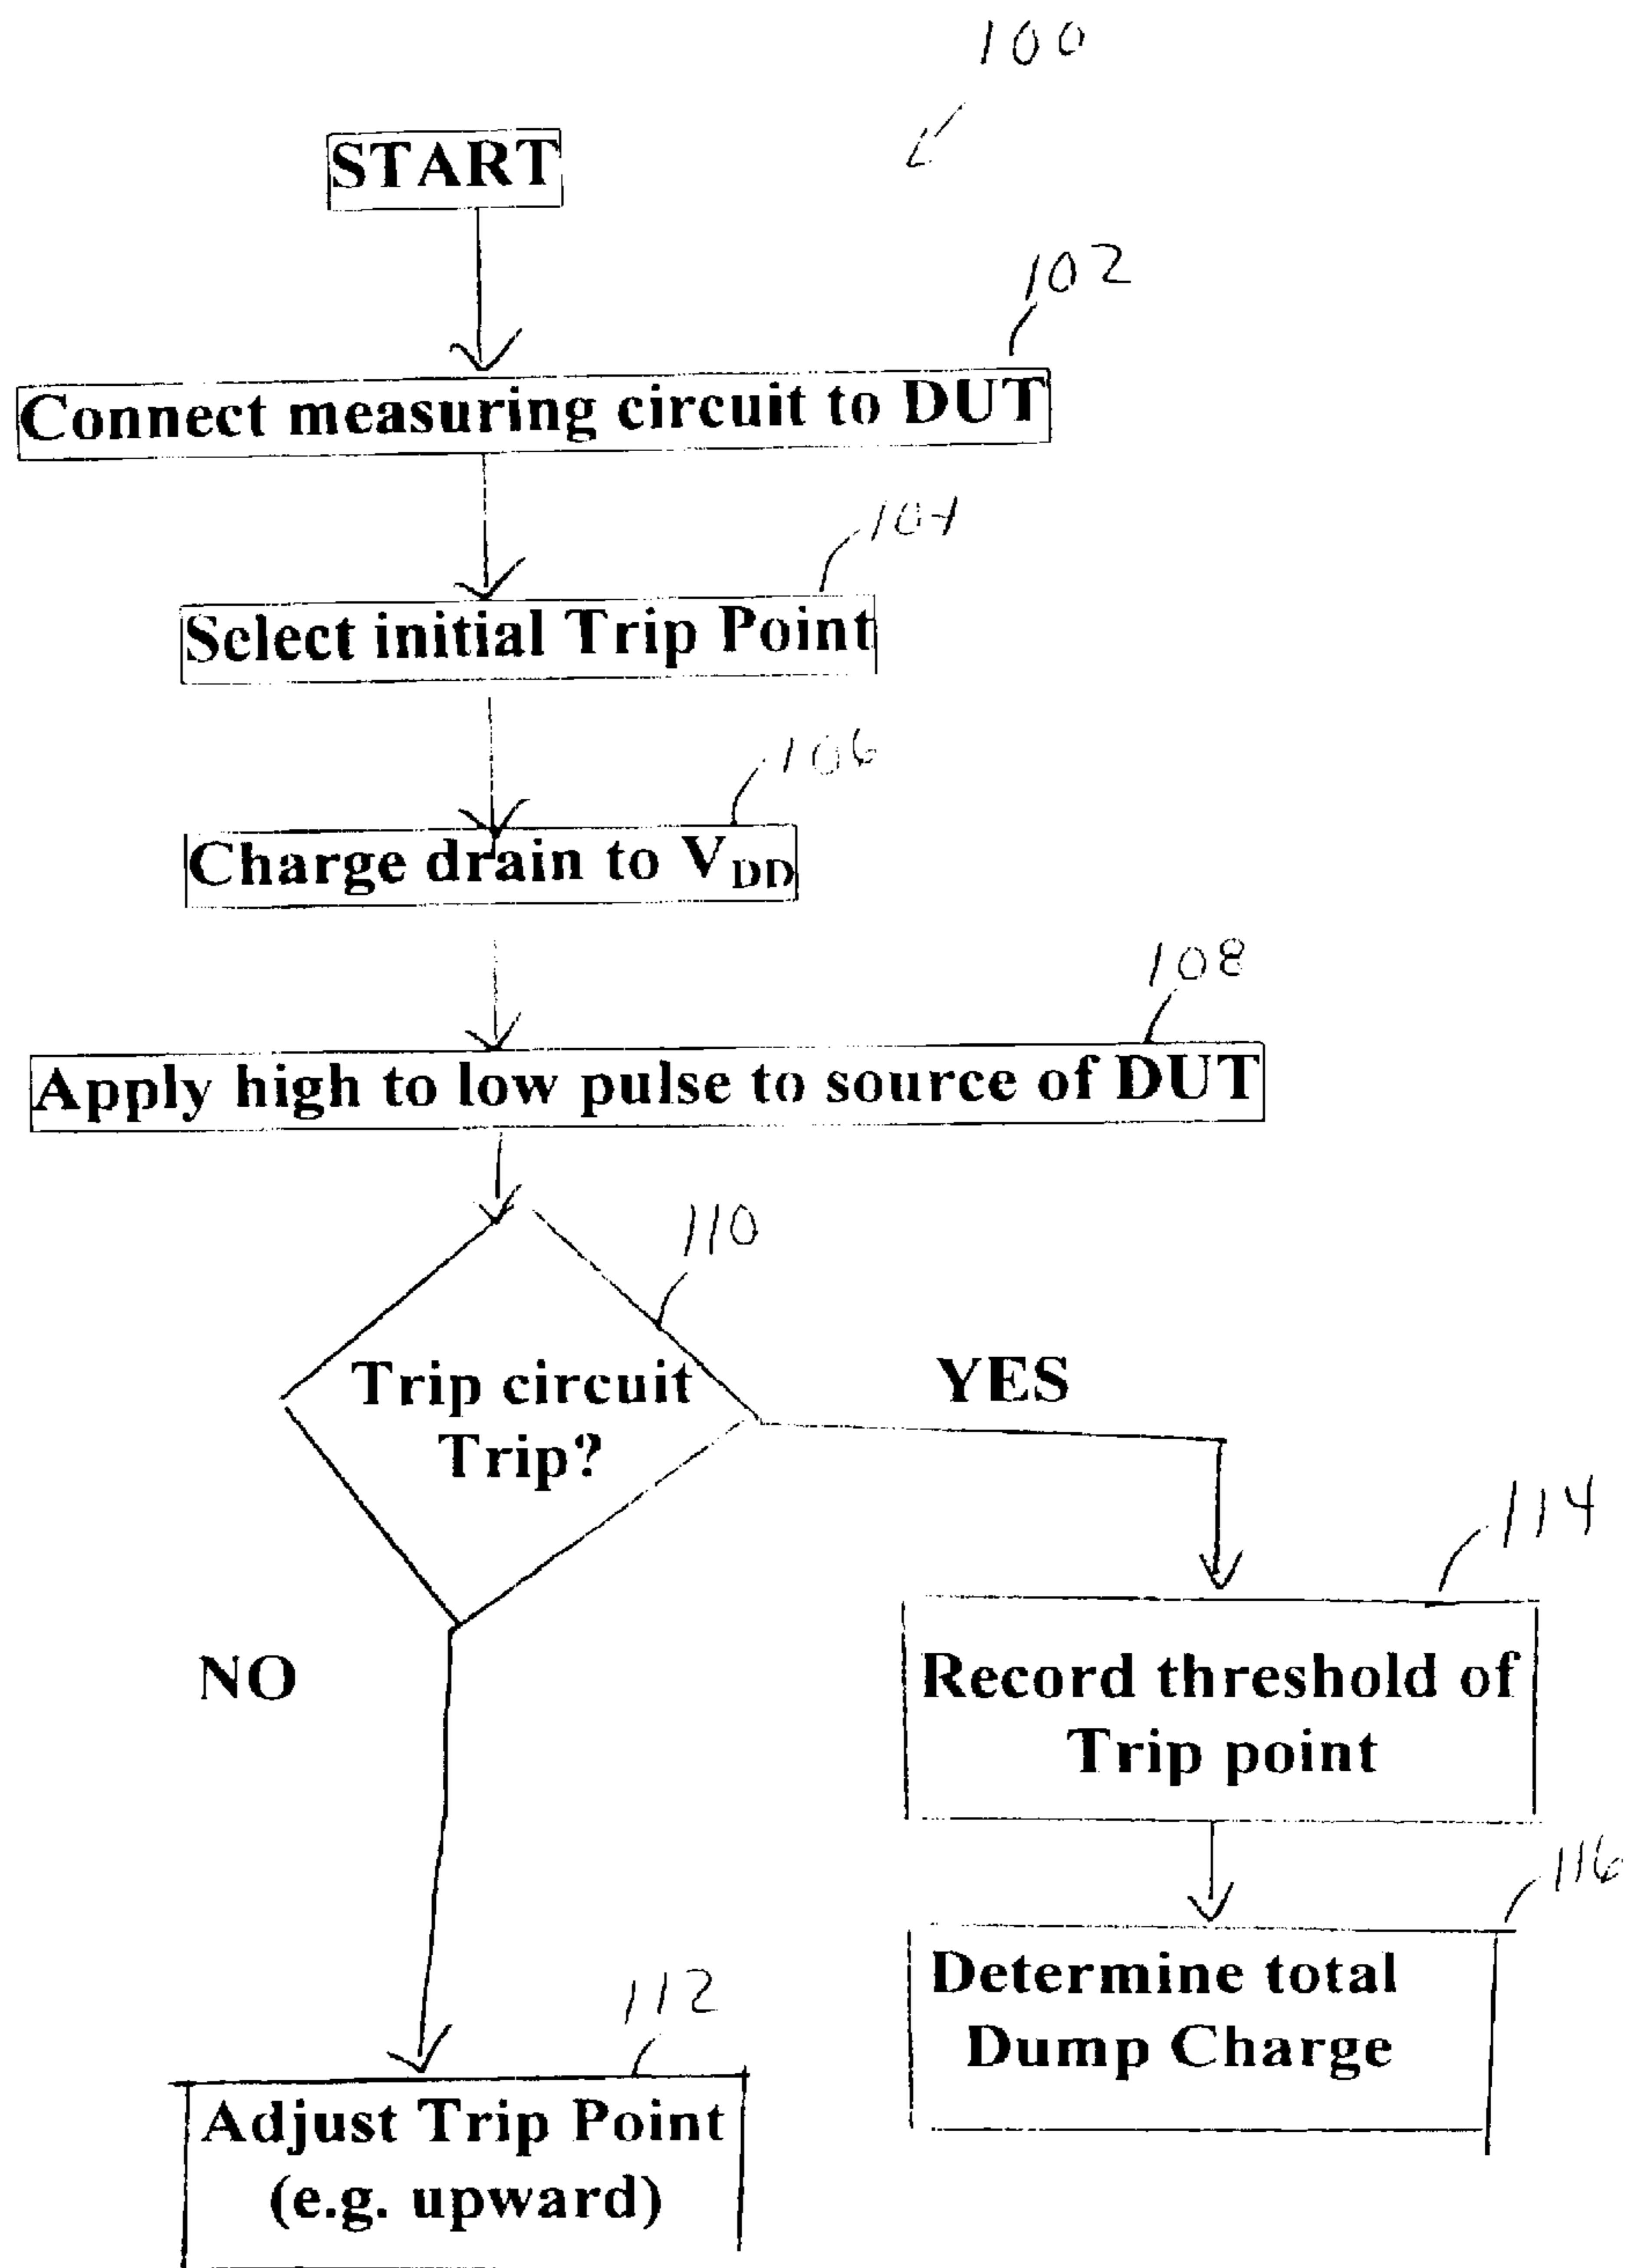 100
START
102
Connect measuring circuit to DUT
104
Select initial Trip Point
106
Charge drain to VDD
108
Apply high to low pulse to source of DUT
110
Trip circuit
Trip?
YES
114
NO
Record threshold of
Trip point
116
Determine total
Dump Charge
112
Adjust Trip Point
(e.g. upward)